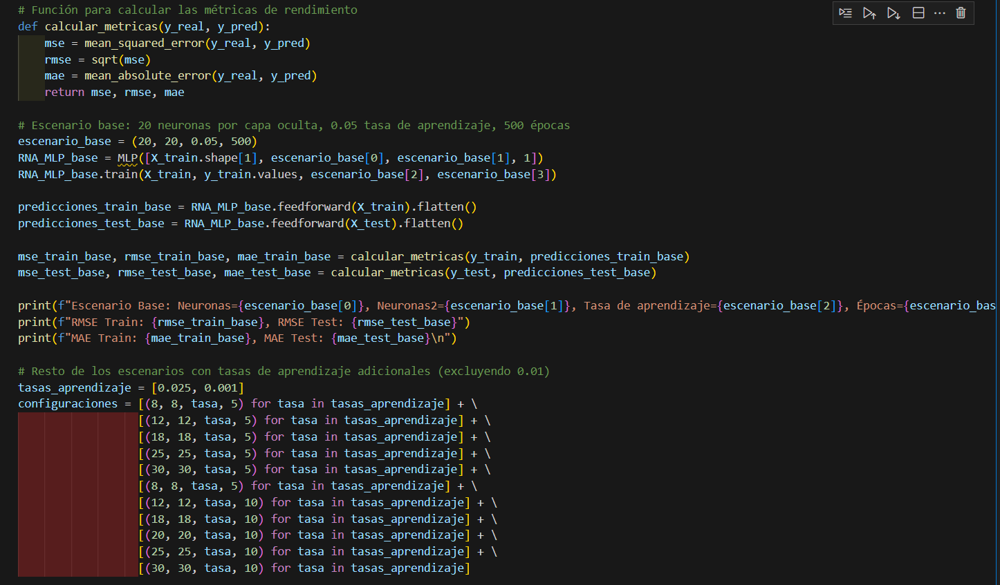 # Función para calcular las métricas de rendimiento
def calcular_metricas(y_real, y_pred):
    mse = mean_squared_error(y_real, y_pred)
    rmse = sqrt(mse)
    mae = mean_absolute_error(y_real, y_pred)
    return mse, rmse, mae

# Escenario base: 20 neuronas por capa oculta, 0.05 tasa de aprendizaje, 500 épocas
escenario_base = (20, 20, 0.05, 500)
RNA_MLP_base = MLP([X_train.shape[1], escenario_base[0], escenario_base[1], 1])
RNA_MLP_base.train(X_train, y_train.values, escenario_base[2], escenario_base[3])

predicciones_train_base = RNA_MLP_base.feedforward(X_train).flatten()
predicciones_test_base = RNA_MLP_base.feedforward(X_test).flatten()

mse_train_base, rmse_train_base, mae_train_base = calcular_metricas(y_train, predicciones_train_base)
mse_test_base, rmse_test_base, mae_test_base = calcular_metricas(y_test, predicciones_test_base)

print(f"Escenario Base: Neuronas={escenario_base[0]}, Neuronas2={escenario_base[1]}, Tasa de aprendizaje={escenario_base[2]}, Épocas={escenario_bas
print(f"RMSE Train: {rmse_train_base}, RMSE Test: {rmse_test_base}")
print(f"MAE Train: {mae_train_base}, MAE Test: {mae_test_base}\n")

# Resto de los escenarios con tasas de aprendizaje adicionales (excluyendo 0.01)
tasas_aprendizaje = [0.025, 0.001]
configuraciones = [(8, 8, tasa, 5) for tasa in tasas_aprendizaje] + \
                  [(12, 12, tasa, 5) for tasa in tasas_aprendizaje] + \
                  [(18, 18, tasa, 5) for tasa in tasas_aprendizaje] + \
                  [(25, 25, tasa, 5) for tasa in tasas_aprendizaje] + \
                  [(30, 30, tasa, 5) for tasa in tasas_aprendizaje] + \
                  [(8, 8, tasa, 5) for tasa in tasas_aprendizaje] + \
                  [(12, 12, tasa, 10) for tasa in tasas_aprendizaje] + \
                  [(18, 18, tasa, 10) for tasa in tasas_aprendizaje] + \
                  [(20, 20, tasa, 10) for tasa in tasas_aprendizaje] + \
                  [(25, 25, tasa, 10) for tasa in tasas_aprendizaje] + \
                  [(30, 30, tasa, 10) for tasa in tasas_aprendizaje]